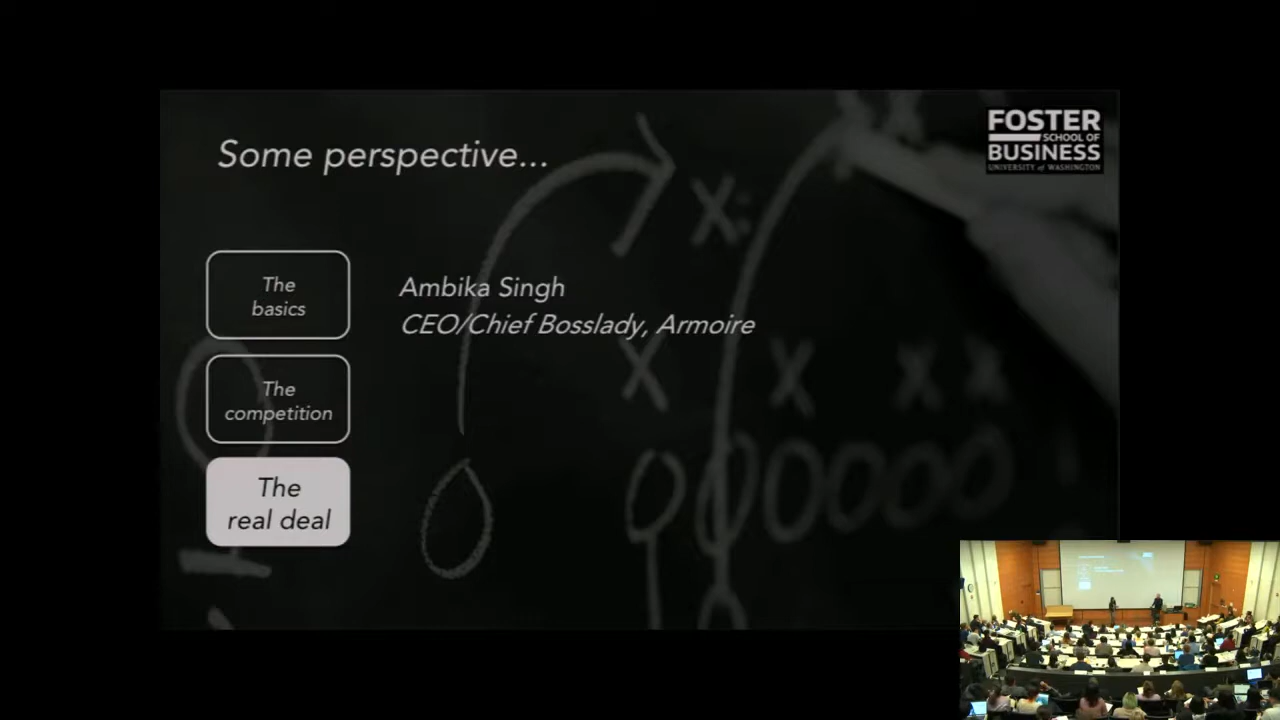 Some perspective...
FOSTER
SCHOOL OF
BUSINESS
UNIVERSITY of WASHINGTON
The
basics
Ambika Singh
CEO/Chief Bosslady, Armoire
The
competition
The
real deal